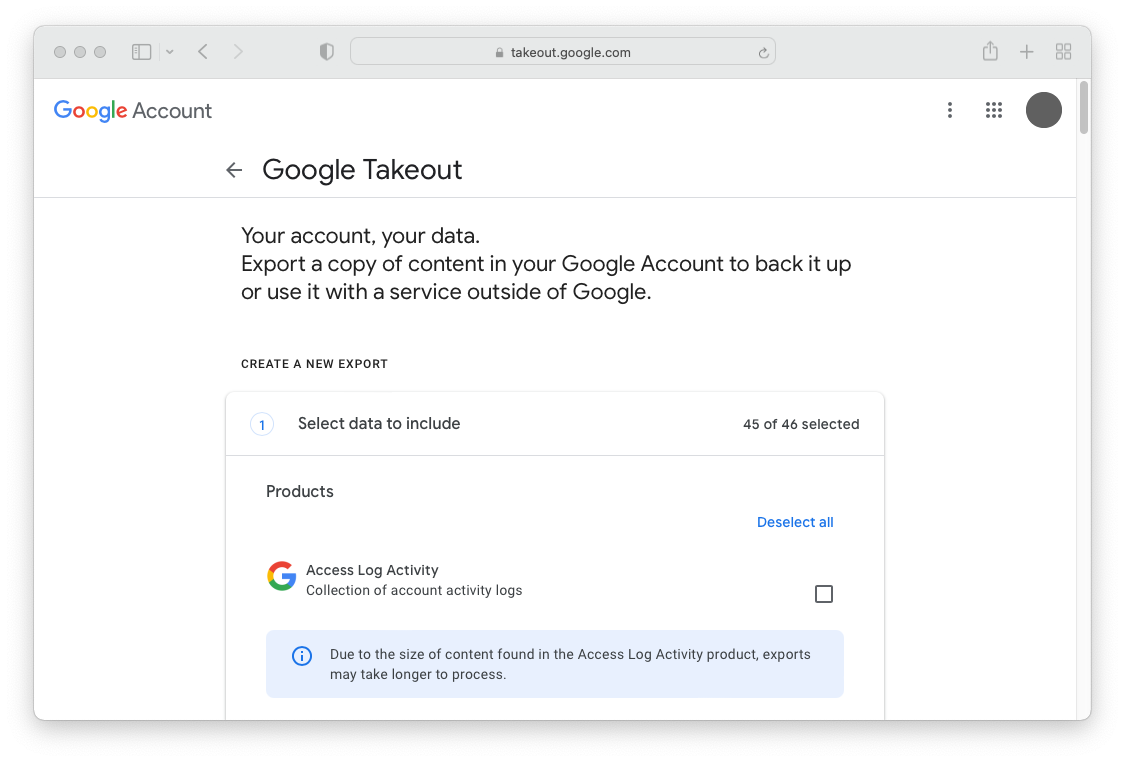 takeout.google.com
Google Account
Google Takeout
Your account, your data.
Export a copy of content in your Google Account to back it up
or use it with a service outside of Google.
CREATE A NEW EXPORT
1 Select data to include 45 of 46 selected
Products
Deselect all
Access Log Activity
Collection of account activity logs
Due to the size of content found in the Access Log Activity product, exports
may take longer to process.